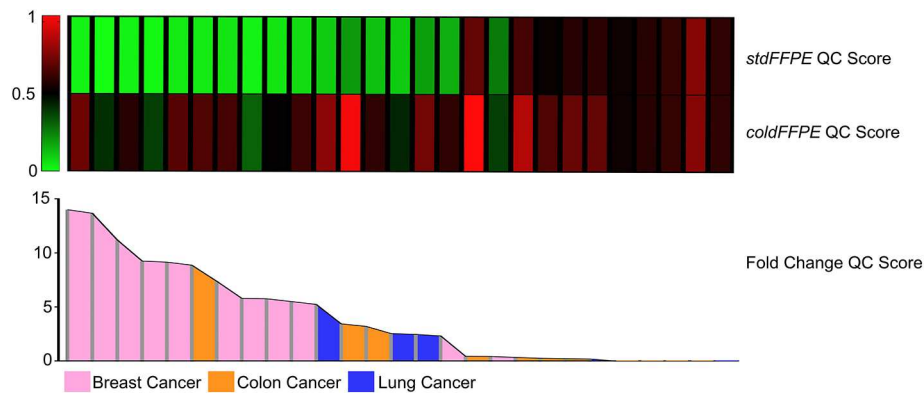 1
stdFFPE QC Score
0.5
coldFFPE QC Score
0
15
10
Fold Change QC Score
5
0
Breast Cancer Colon Cancer Lung Cancer